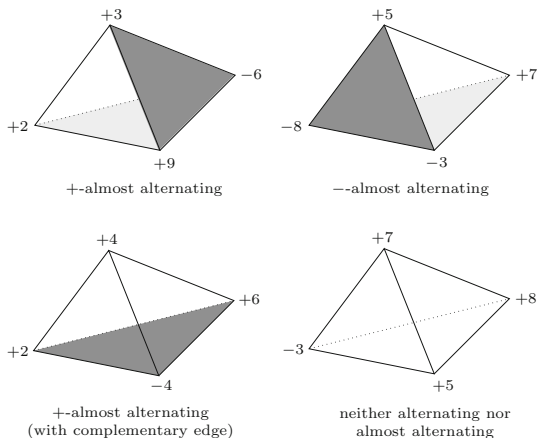 +3
+5
−6
+7
+2
−8
+9
−3
+-almost alternating
−-almost alternating
+4
+7
+6
+8
+2
−3
−4
+5
+-almost alternating
(with complementary edge)
neither alternating nor
almost alternating